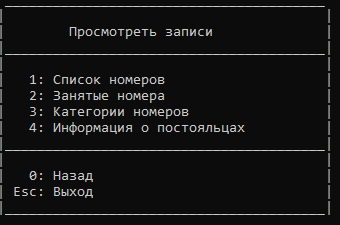 Просмотреть записи
1: Список номеров
2: Занятые номера
3: Категории номеров
4: Информация о постояльцах
0: Назад
Esc: Выход